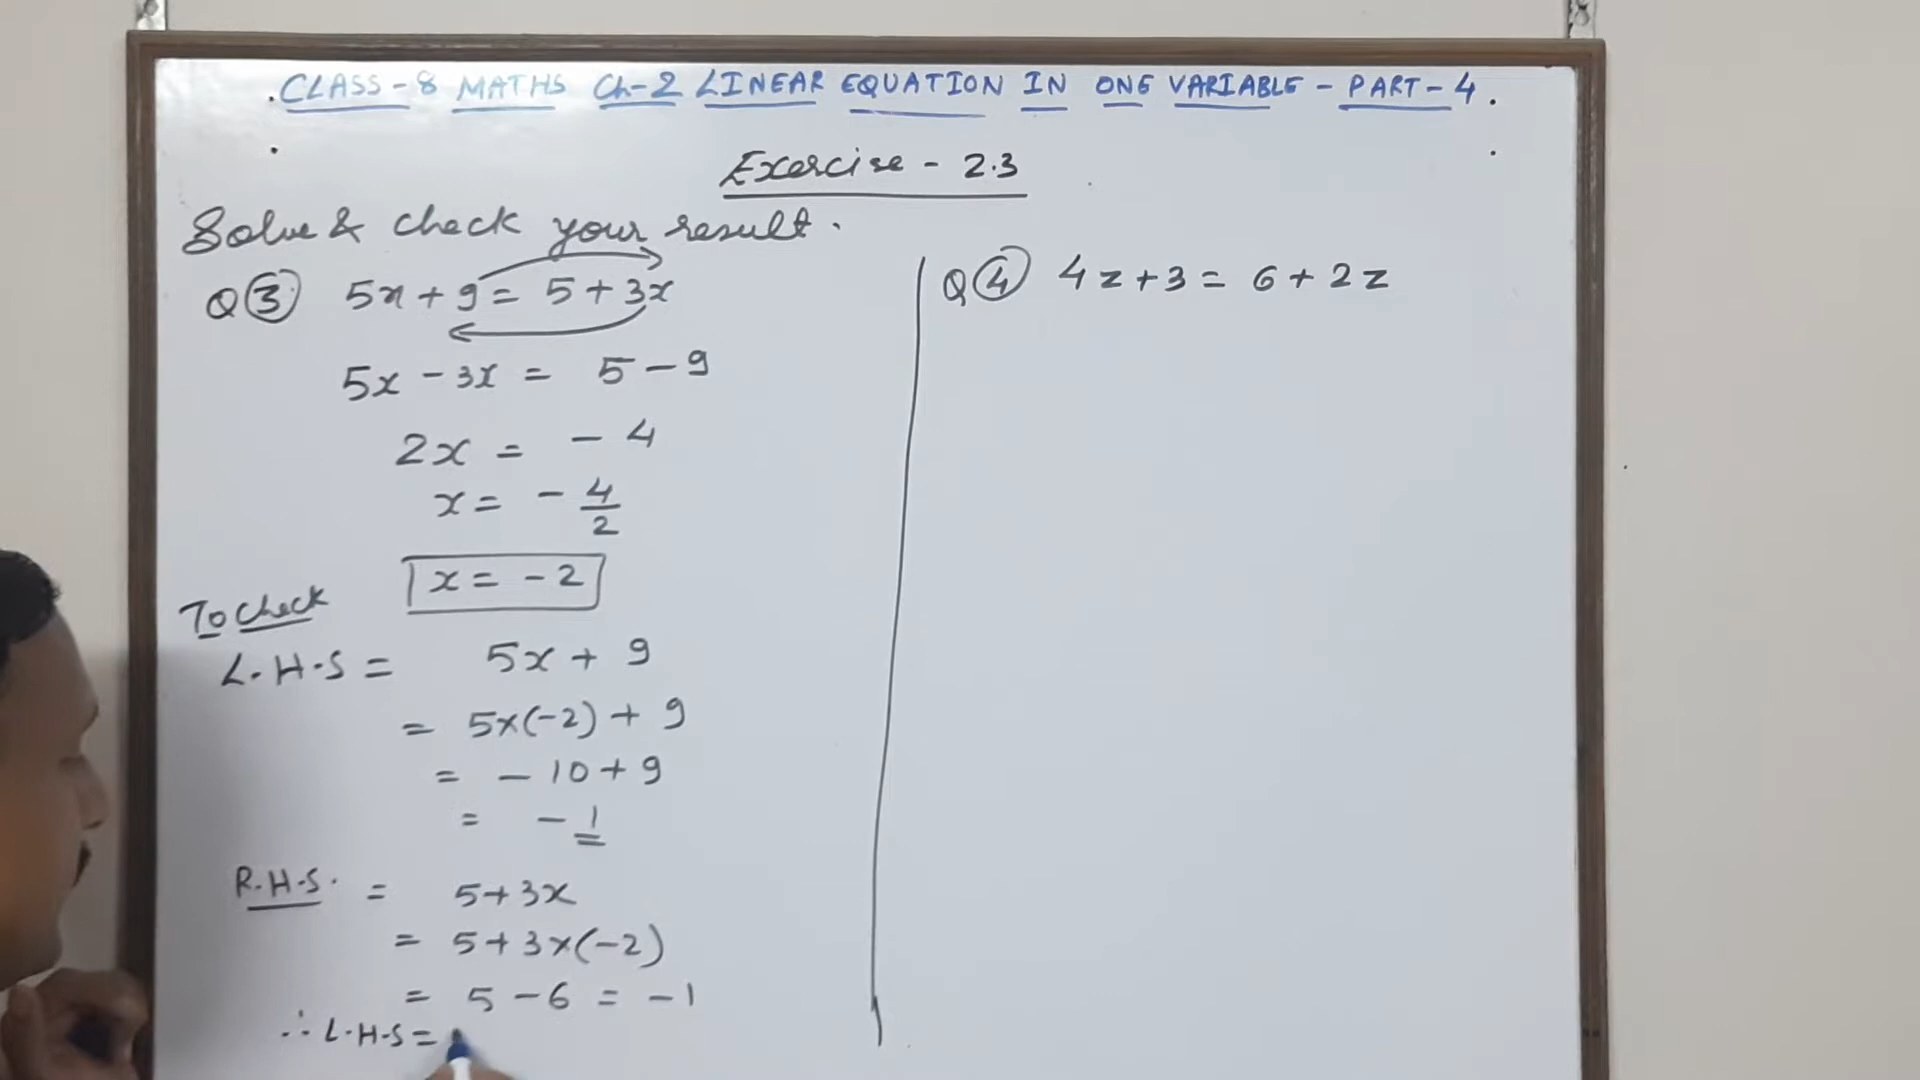 CLASS-8 MATHS Ch-2 LINEAR EQUATION IN ONE VARIABLE - PART-4.
Exercise - 2.3
Solve & check your result.
Q③ 5x + 9 = 5 + 3x
5x - 3x = 5 - 9
2x = - 4
x = - 4/2
x = - 2
To check
L.H.S = 5x + 9
= 5×(-2) + 9
= - 10 + 9
= - 1
R.H.S. = 5 + 3x
= 5 + 3×(-2)
= 5 - 6 = - 1
∴ L.H.S =
Q④ 4z + 3 = 6 + 2z